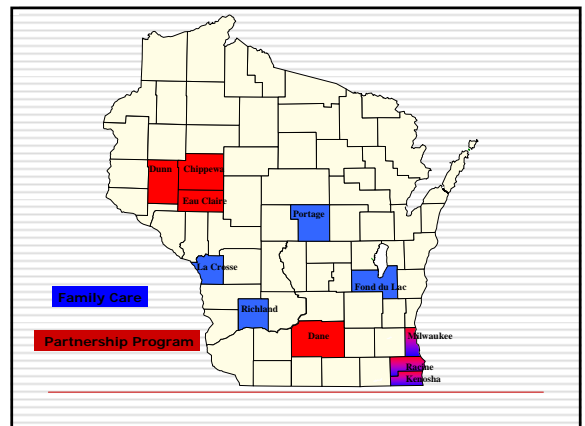 Dunn
Chippewa
Eau Claire
Portage
La Crosse
Fond du Lac
Family Care
Richland
Partnership Program
Dane
Milwaukee
Racine
Kenosha